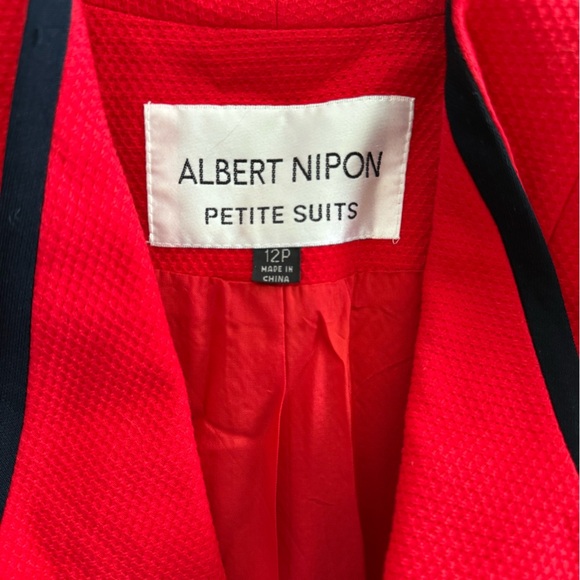 ALBERT NIPON
PETITE SUITS
12P
MADE IN
CHINA